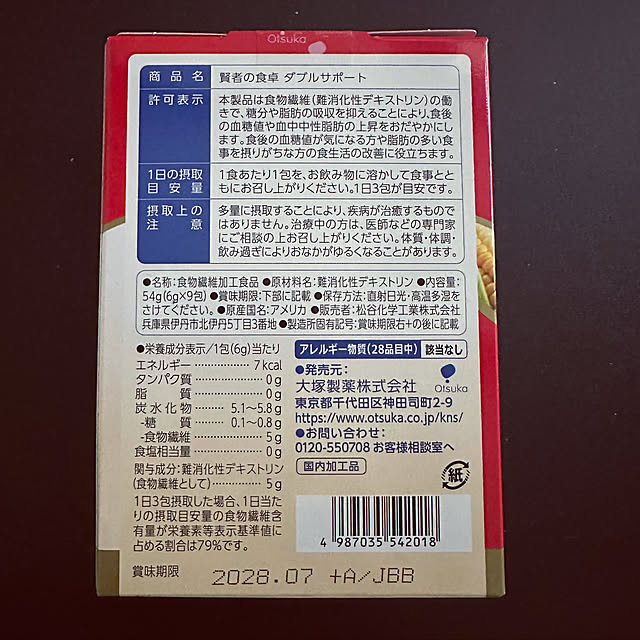 Otsuka
商品名 賢者の食卓 ダブルサポート
許可表示 本製品は食物繊維(難消化性デキストリン)の働
きで、糖分や脂肪の吸収を抑えることにより、食後
の血糖値や血中中性脂肪の上昇をおだやかにし
ます。食後の血糖値が気になる方や脂肪の多い食
事を摂りがちな方の食生活の改善に役立ちます。
1日の摂取
目安量
1食あたり1包を、お飲み物に溶かして食事とと
もにお召し上がりください。1日3包が目安です。
摂取上の
注意
多量に摂取することにより、疾病が治癒するもので
はありません。治療中の方は、医師などの専門家
にご相談の上お召し上がりください。体質・体調・
飲み過ぎによりおなかがゆるくなることがあります。
●名称:食物繊維加工食品 ●原材料名:難消化性デキストリン ●内容量:
54g(6g×9包) ●賞味期限:下部に記載 ●保存方法:直射日光・高温多湿を
さけてください。 ●原産国名:アメリカ ●販売者:松谷化学工業株式会社
兵庫県伊丹市北伊丹5丁目3番地 ●製造所固有記号:賞味期限右+の後に記載
●栄養成分表示/1包(6g)当たり
エネルギー 7kcal
タンパク質 0g
脂質 0g
炭水化物 5.1~5.8g
-糖質 0.1~0.8g
-食物繊維 5g
食塩相当量 0g
関与成分:難消化性デキストリン
(食物繊維として) 5g
1日3包摂取した場合、1日当た
りの摂取目安量の食物繊維含
有量が栄養素等表示基準値に
占める割合は79%です。
アレルギー物質(28品目中) 該当なし
●発売元:
大塚製薬株式会社
Otsuka
東京都千代田区神田司町2-9
https://www.otsuka.co.jp/kns/
●お問い合わせ:
0120-550708 お客様相談室へ
国内加工品
紙
4 987035 542018
賞味期限 2028.07 +A/JBB